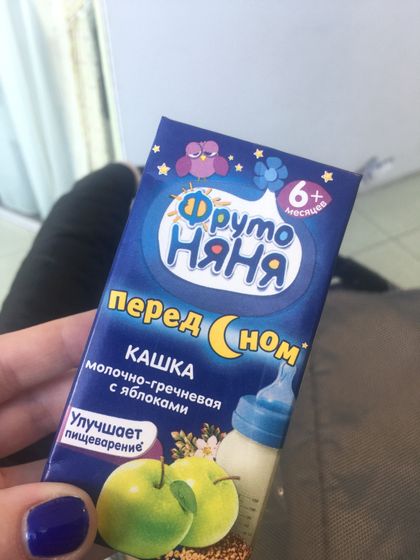 6+
месяцев
Фруто
НЯНЯ
перед Сном*
КАШКА
молочно-гречневая
с яблоками
Улучшает
пищеварение*